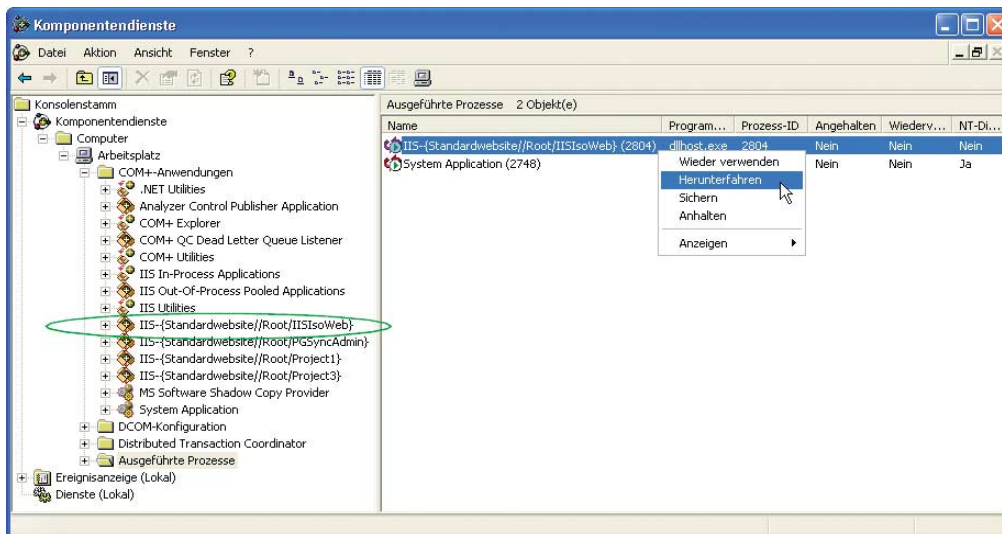 Komponentendienste
Datei Aktion Ansicht Fenster ?
Konsolenstamm
Komponentendienste
Computer
Arbeitsplatz
COM+-Anwendungen
.NET Utilities
Analyzer Control Publisher Application
COM+ Explorer
COM+ QC Dead Letter Queue Listener
COM+ Utilities
IIS In-Process Applications
IIS Out-Of-Process Pooled Applications
IIS Utilities
IIS-{Standardwebsite//Root/IISIsoWeb}
IIS-{Standardwebsite//Root/PGSyncAdmin}
IIS-{Standardwebsite//Root/Project1}
IIS-{Standardwebsite//Root/Project3}
MS Software Shadow Copy Provider
System Application
DCOM-Konfiguration
Distributed Transaction Coordinator
Ausgeführte Prozesse
Ereignisanzeige (Lokal)
Dienste (Lokal)
Ausgeführte Prozesse 2 Objekt(e)
Name Program... Prozess-ID Angehalten Wiederv... NT-Di...
IIS-{Standardwebsite//Root/IISIsoWeb} (2804) dllhost.exe 2804 Nein Nein Nein
System Application (2748) Nein Nein Ja
Wieder verwenden
Herunterfahren
Sichern
Anhalten
Anzeigen